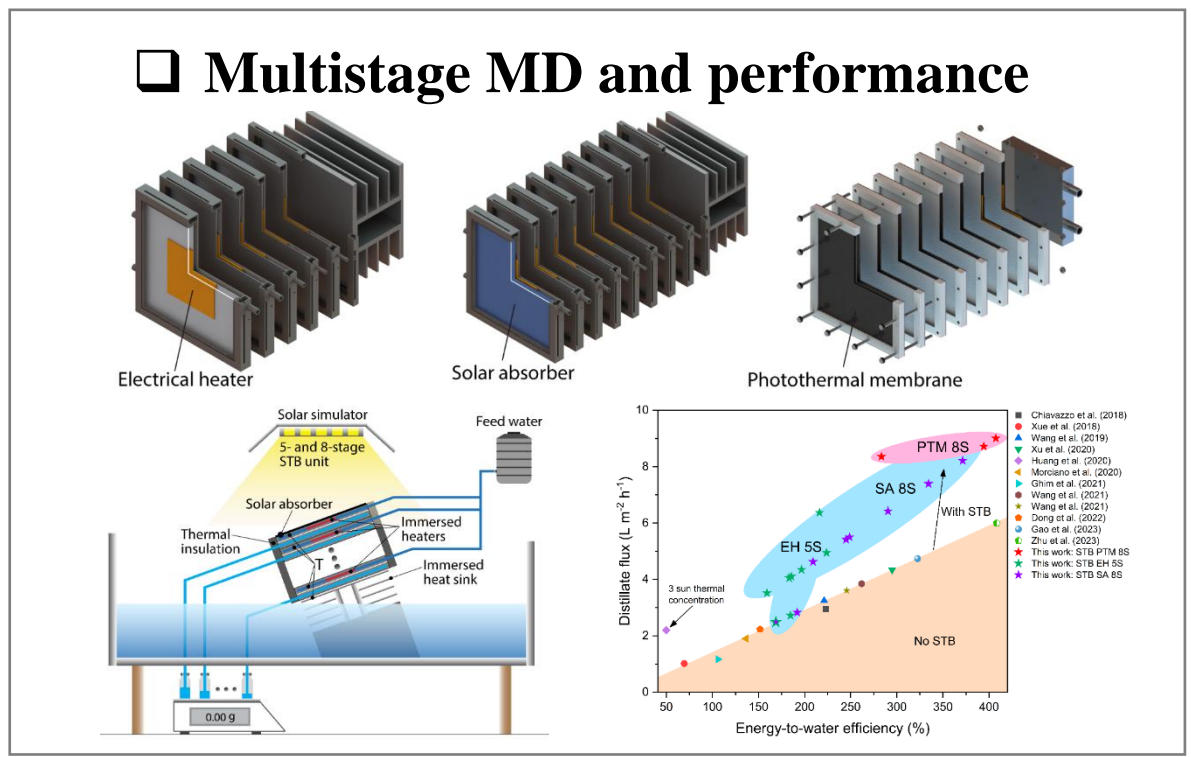 ❑ Multistage MD and performance
Electrical heater
Solar absorber
Photothermal membrane
Solar simulator
5- and 8-stage
STB unit
Feed water
Solar absorber
Thermal
insulation
T
Immersed
heaters
Immersed
heat sink
0.00 g
Distillate flux (L m⁻² h⁻¹)
10
8
6
4
2
0
50 100 150 200 250 300 350 400
Energy-to-water efficiency (%)
PTM 8S
SA 8S
EH 5S
With STB
3 sun thermal
concentration
No STB
Chiavazzo et al. (2018)
Xue et al. (2018)
Wang et al. (2019)
Xu et al. (2020)
Huang et al. (2020)
Morciano et al. (2020)
Ghim et al. (2021)
Wang et al. (2021)
Wang et al. (2021)
Dong et al. (2022)
Gao et al. (2023)
Zhu et al. (2023)
This work: STB PTM 8S
This work: STB EH 5S
This work: STB SA 8S